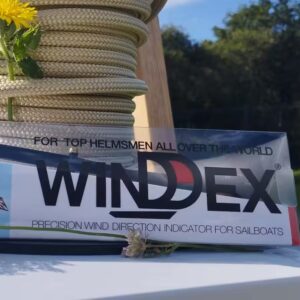 FOR TOP HELMSMEN ALL OVER THE WORLD
WINDEX®
PRECISION WIND DIRECTION INDICATOR FOR SAILBOATS